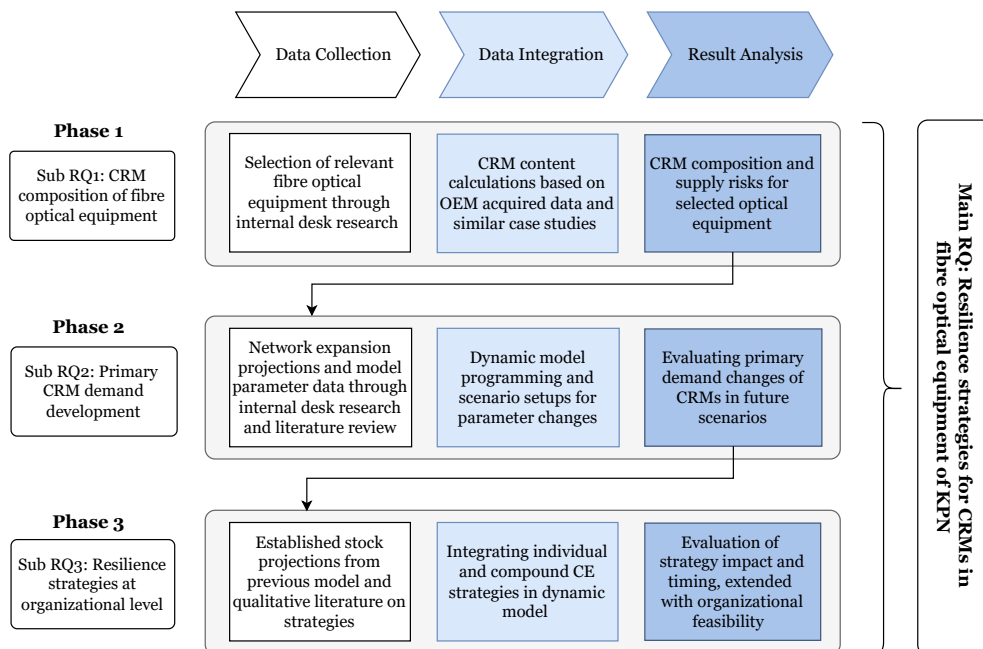 Data Collection
Data Integration
Result Analysis
Phase 1
Sub RQ1: CRM
composition of fibre
optical equipment
Selection of relevant
fibre optical
equipment through
internal desk research
CRM content
calculations based on
OEM acquired data and
similar case studies
CRM composition and
supply risks for
selected optical
equipment
Phase 2
Sub RQ2: Primary
CRM demand
development
Network expansion
projections and model
parameter data through
internal desk research
and literature review
Dynamic model
programming and
scenario setups for
parameter changes
Evaluating primary
demand changes of
CRMs in future
scenarios
Phase 3
Sub RQ3: Resilience
strategies at
organizational level
Established stock
projections from
previous model and
qualitative literature on
strategies
Integrating individual
and compound CE
strategies in dynamic
model
Evaluation of
strategy impact and
timing, extended
with organizational
feasibility
Main RQ: Resilience strategies for CRMs in
fibre optical equipment of KPN